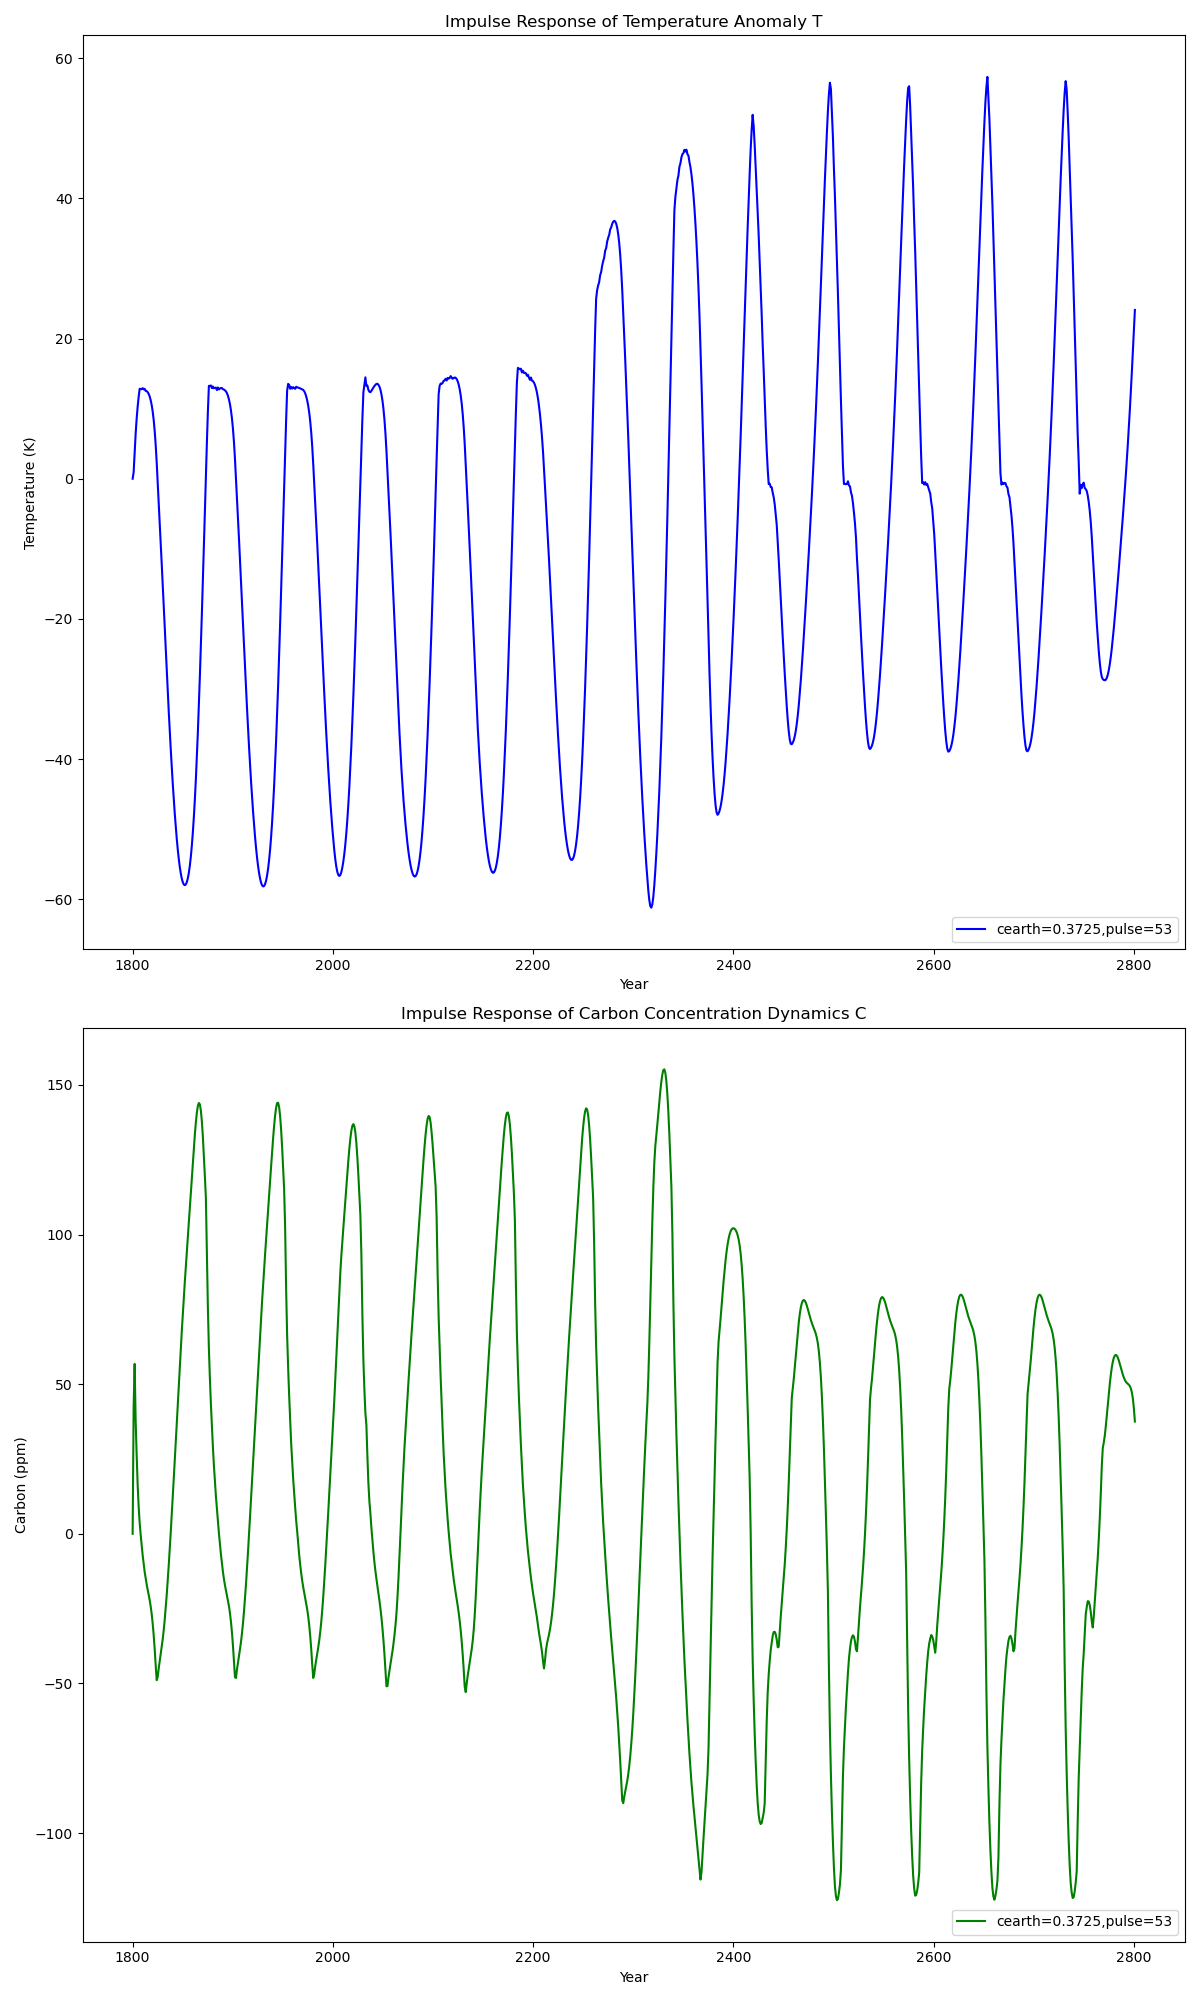 Impulse Response of Temperature Anomaly T
60
40
20
0
−20
−40
−60
Temperature (K)
cearth=0.3725,pulse=53
1800 2000 2200 2400 2600 2800
Year
Impulse Response of Carbon Concentration Dynamics C
150
100
50
0
−50
−100
Carbon (ppm)
cearth=0.3725,pulse=53
1800 2000 2200 2400 2600 2800
Year